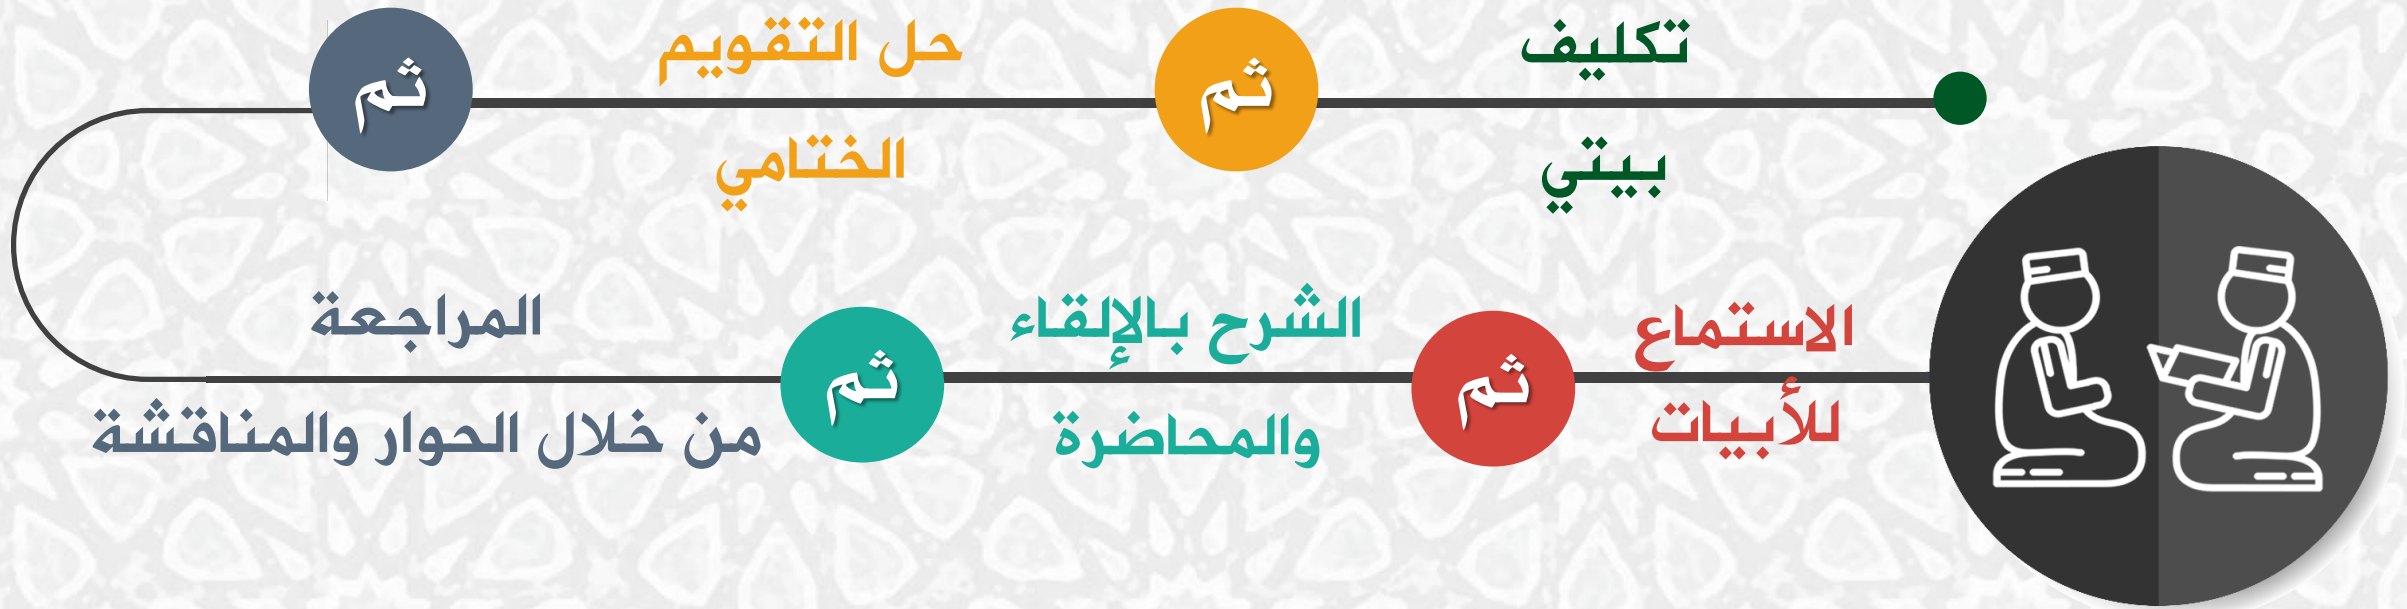 الاستماع
للأبيات
ثم
الشرح بالإلقاء
والمحاضرة
ثم
المراجعة
من خلال الحوار والمناقشة
ثم
حل التقويم
الختامي
ثم
تكليف
بيتي